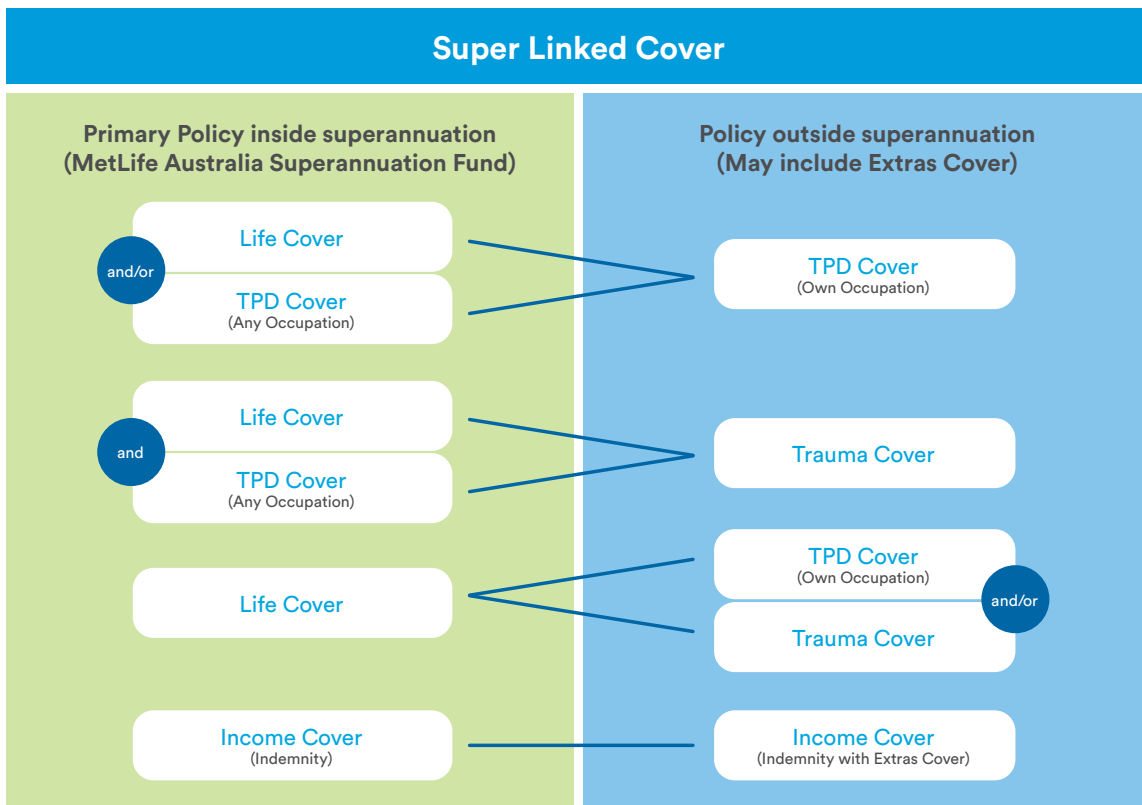 Super Linked Cover
Primary Policy inside superannuation
(MetLife Australia Superannuation Fund)
Policy outside superannuation
(May include Extras Cover)
Life Cover
and/or
TPD Cover
(Any Occupation)
TPD Cover
(Own Occupation)
Life Cover
and
TPD Cover
(Any Occupation)
Trauma Cover
Life Cover
TPD Cover
(Own Occupation)
and/or
Trauma Cover
Income Cover
(Indemnity)
Income Cover
(Indemnity with Extras Cover)